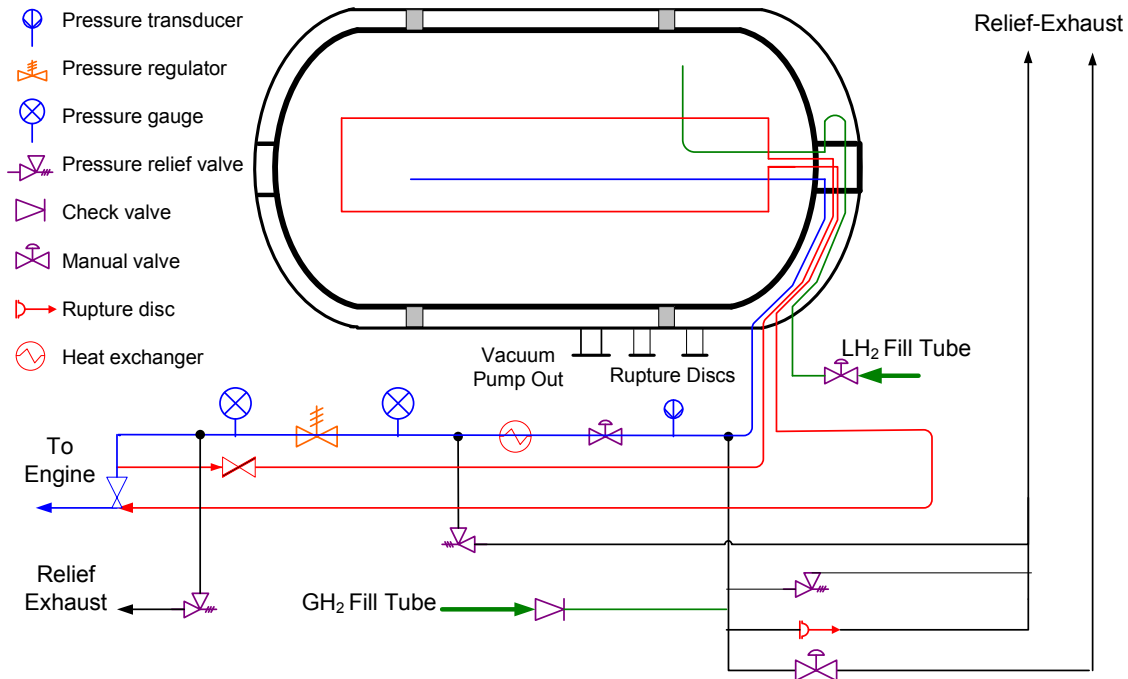 Pressure transducer
Pressure regulator
Pressure gauge
Pressure relief valve
Check valve
Manual valve
Rupture disc
Heat exchanger
Relief-Exhaust
Vacuum
Pump Out
Rupture Discs
LH₂ Fill Tube
To
Engine
Relief
Exhaust
GH₂ Fill Tube